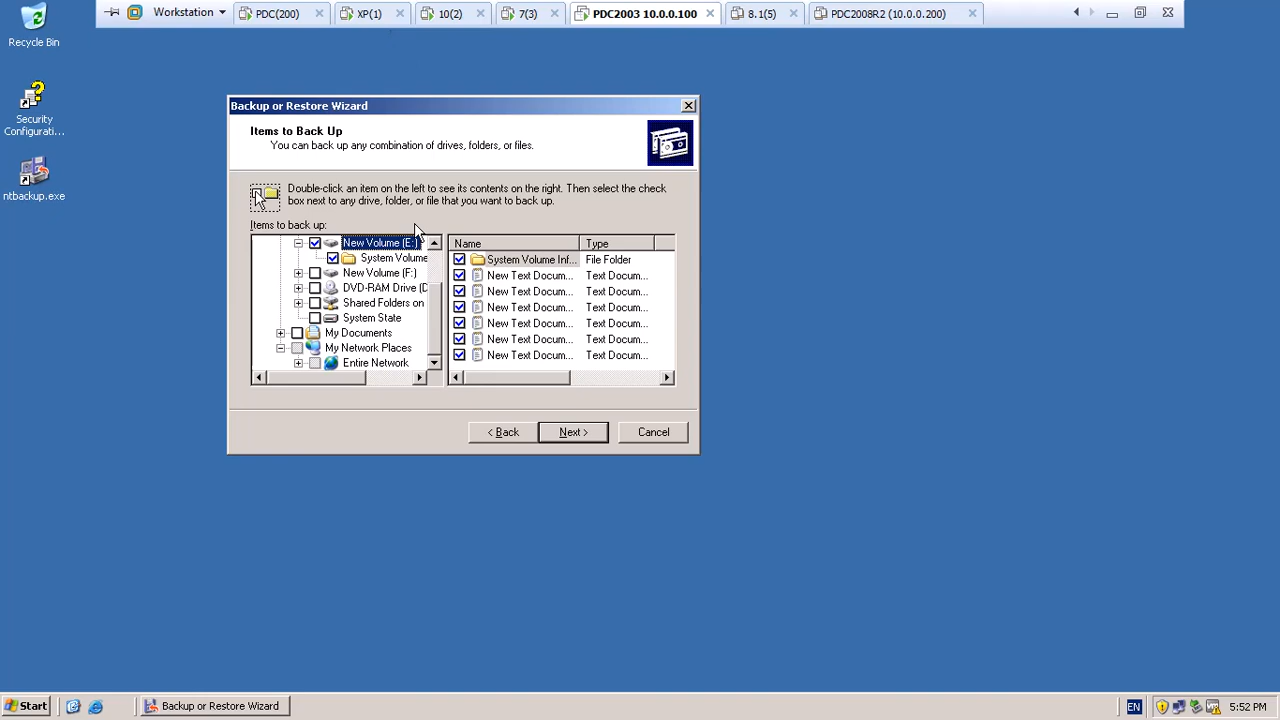 Workstation
PDC(200)
XP(1)
10(2)
7(3)
PDC2003 10.0.0.100
8.1(5)
PDC2008R2 (10.0.0.200)
Recycle Bin
Security
Configurati...
ntbackup.exe
Backup or Restore Wizard
Items to Back Up
You can back up any combination of drives, folders, or files.
Double-click an item on the left to see its contents on the right. Then select the check
box next to any drive, folder, or file that you want to back up.
Items to back up:
New Volume (E:)
System Volume
New Volume (F:)
DVD-RAM Drive (D
Shared Folders on
System State
My Documents
My Network Places
Entire Network
Name Type
System Volume Inf... File Folder
New Text Docum... Text Docum...
New Text Docum... Text Docum...
New Text Docum... Text Docum...
New Text Docum... Text Docum...
New Text Docum... Text Docum...
New Text Docum... Text Docum...
< Back
Next >
Cancel
Start
Backup or Restore Wizard
EN
5:52 PM